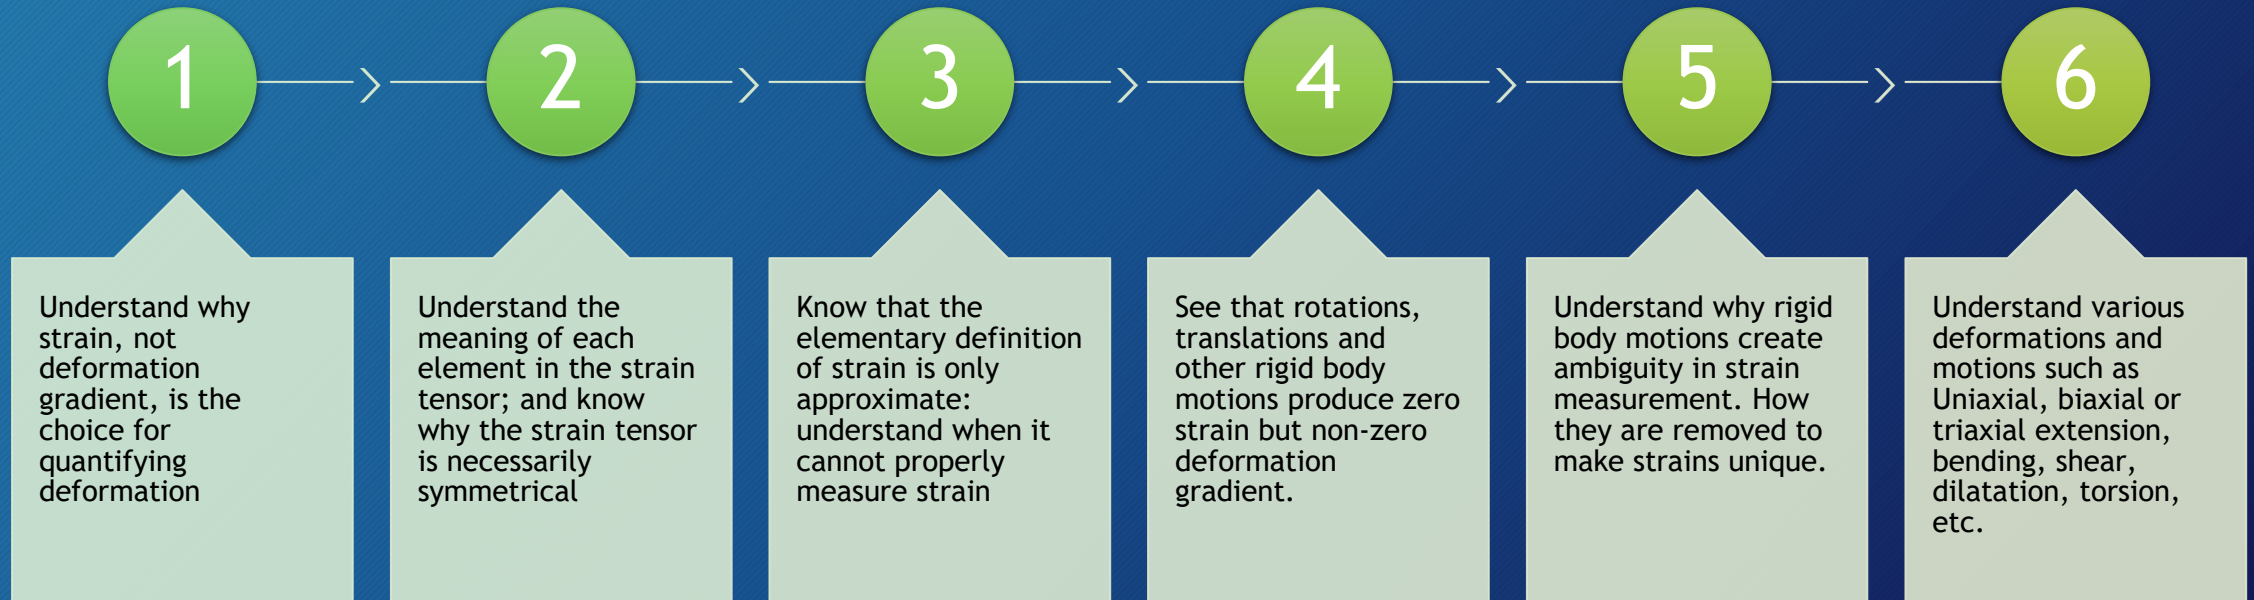 1
2
3
4
5
6
Understand why
strain, not
deformation
gradient, is the
choice for
quantifying
deformation
Understand the
meaning of each
element in the strain
tensor; and know
why the strain tensor
is necessarily
symmetrical
Know that the
elementary definition
of strain is only
approximate:
understand when it
cannot properly
measure strain
See that rotations,
translations and
other rigid body
motions produce zero
strain but non-zero
deformation
gradient.
Understand why rigid
body motions create
ambiguity in strain
measurement. How
they are removed to
make strains unique.
Understand various
deformations and
motions such as
Uniaxial, biaxial or
triaxial extension,
bending, shear,
dilatation, torsion,
etc.